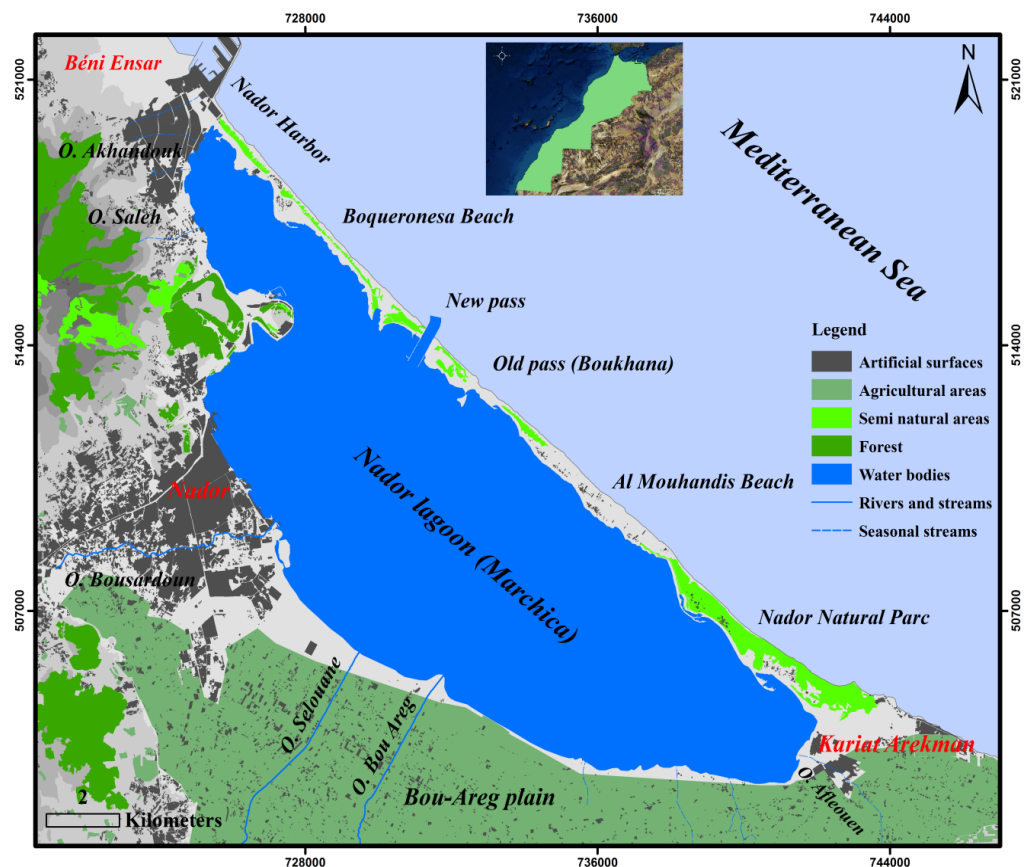 728000
736000
744000
521000
521000
Béni Ensar
N
Nador Harbor
Mediterranean Sea
O. Akhandouk
O. Saleh
Boqueronesa Beach
New pass
514000
514000
Old pass (Boukhana)
Legend
Artificial surfaces
Agricultural areas
Semi natural areas
Forest
Water bodies
Rivers and streams
Seasonal streams
Nador
Nador lagoon (Marchica)
Al Mouhandis Beach
O. Bousardoun
507000
507000
Nador Natural Parc
O. Selouane
O. Bou Areg
Kuriat Arekman
O. Afleouen
Bou-Areg plain
2
Kilometers
728000
736000
744000